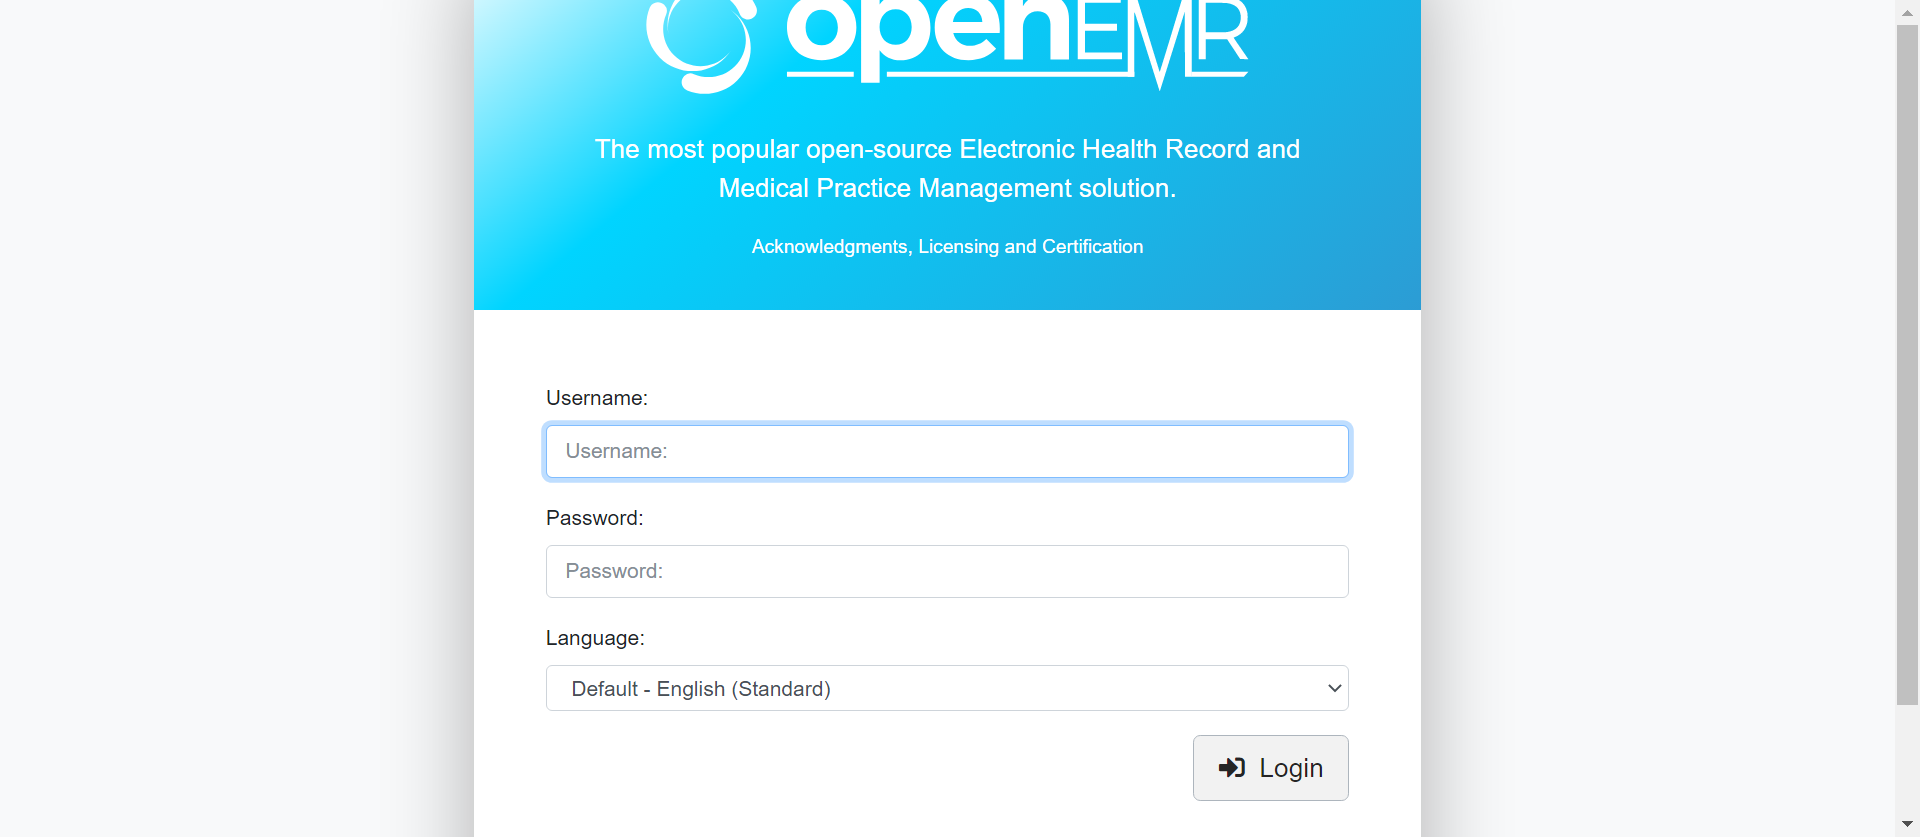 openEMR
The most popular open-source Electronic Health Record and
Medical Practice Management solution.
Acknowledgments, Licensing and Certification
Username:
Username:
Password:
Password:
Language:
Default - English (Standard)
Login